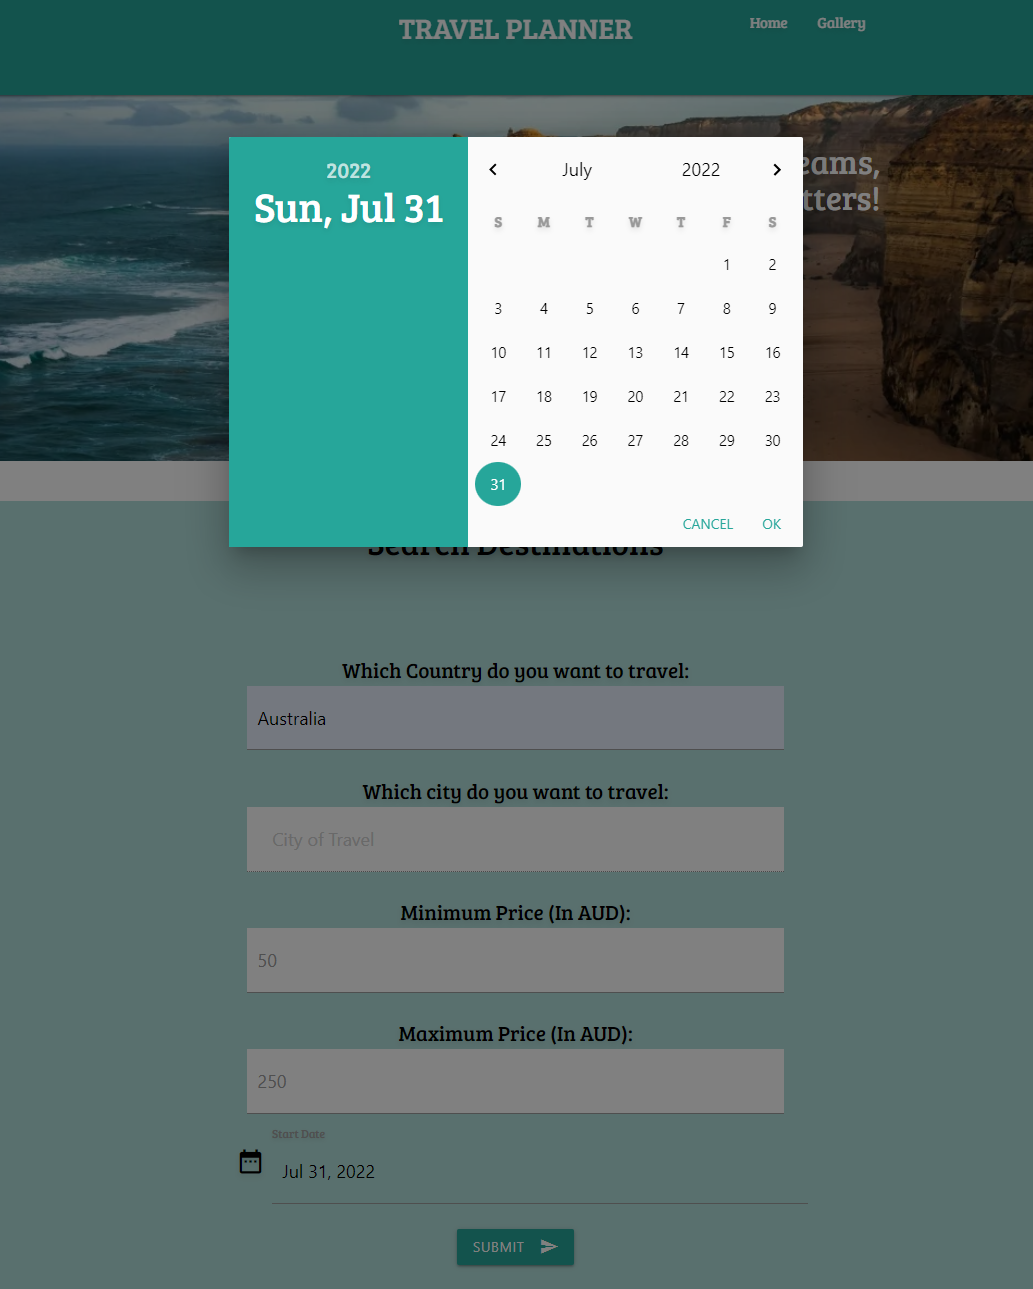 TRAVEL PLANNER
Home Gallery
eams,
tters!
2022
Sun, Jul 31
July 2022
S M T W T F S
1 2
3 4 5 6 7 8 9
10 11 12 13 14 15 16
17 18 19 20 21 22 23
24 25 26 27 28 29 30
31
CANCEL OK
Search Destinations
Which Country do you want to travel:
Australia
Which city do you want to travel:
City of Travel
Minimum Price (In AUD):
50
Maximum Price (In AUD):
250
Start Date
Jul 31, 2022
SUBMIT